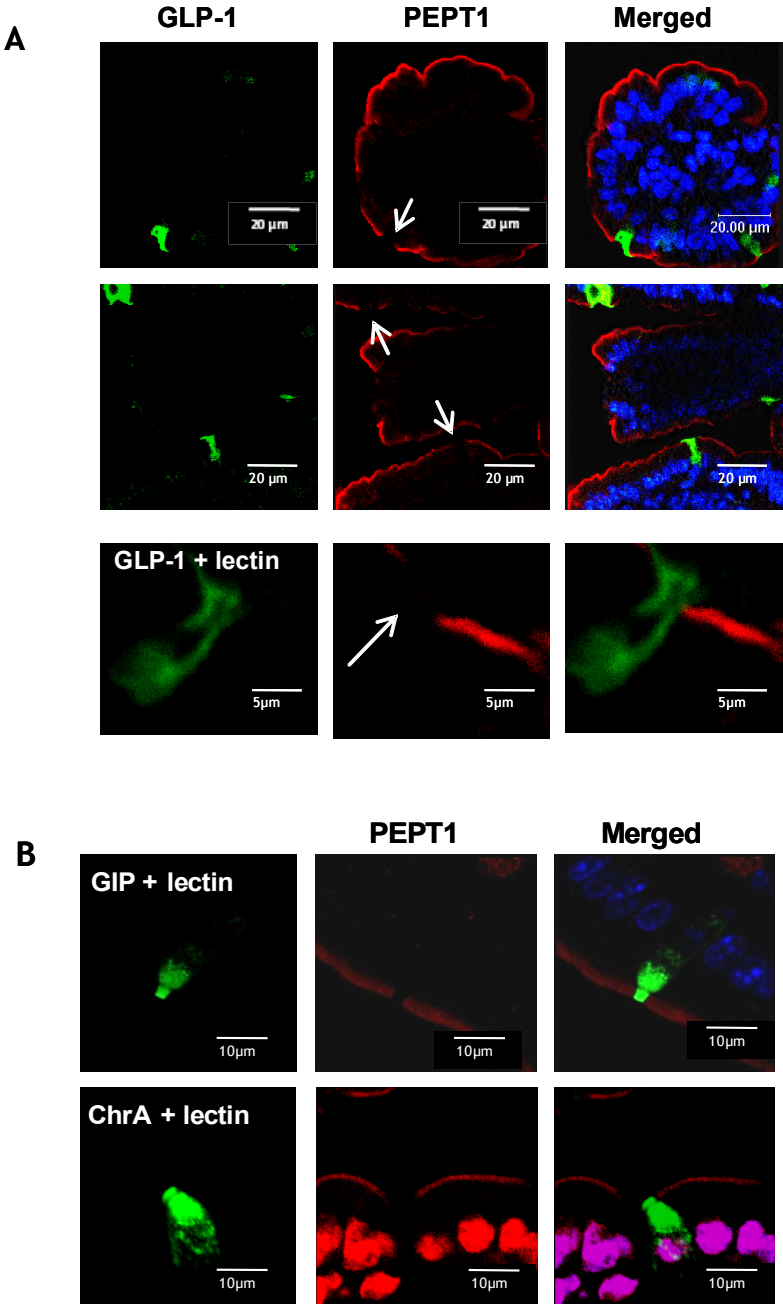 A
GLP-1 PEPT1 Merged
20 µm 20 µm 20.00 µm
20 µm 20 µm 20 µm
GLP-1 + lectin
5µm 5µm 5µm
B
PEPT1 Merged
GIP + lectin
10µm 10µm 10µm
ChrA + lectin
10µm 10µm 10µm